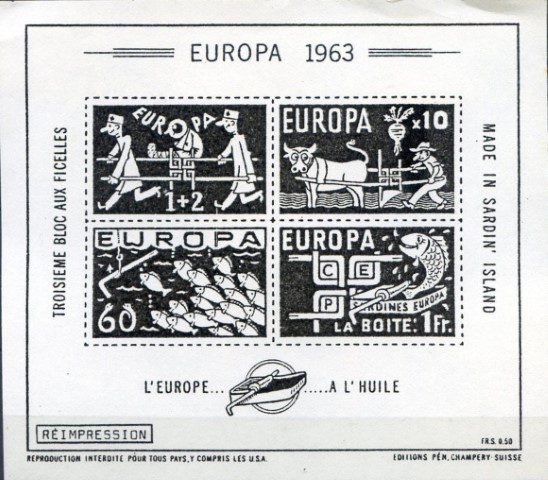 EUROPA 1963
TROISIEME BLOC AUX FICELLES
EUROPA
1+2
EUROPA
x10
MADE IN SARDIN' ISLAND
EUROPA
60
EUROPA
C E
P
SARDINES EUROPA
LA BOITE: 1Fr.
L'EUROPE... .....A L'HUILE
RÉIMPRESSION
FR.S. 0.50
REPRODUCTION INTERDITE POUR TOUS PAYS, Y COMPRIS LES U.S.A.
EDITIONS PÉN, CHAMPERY-SUISSE